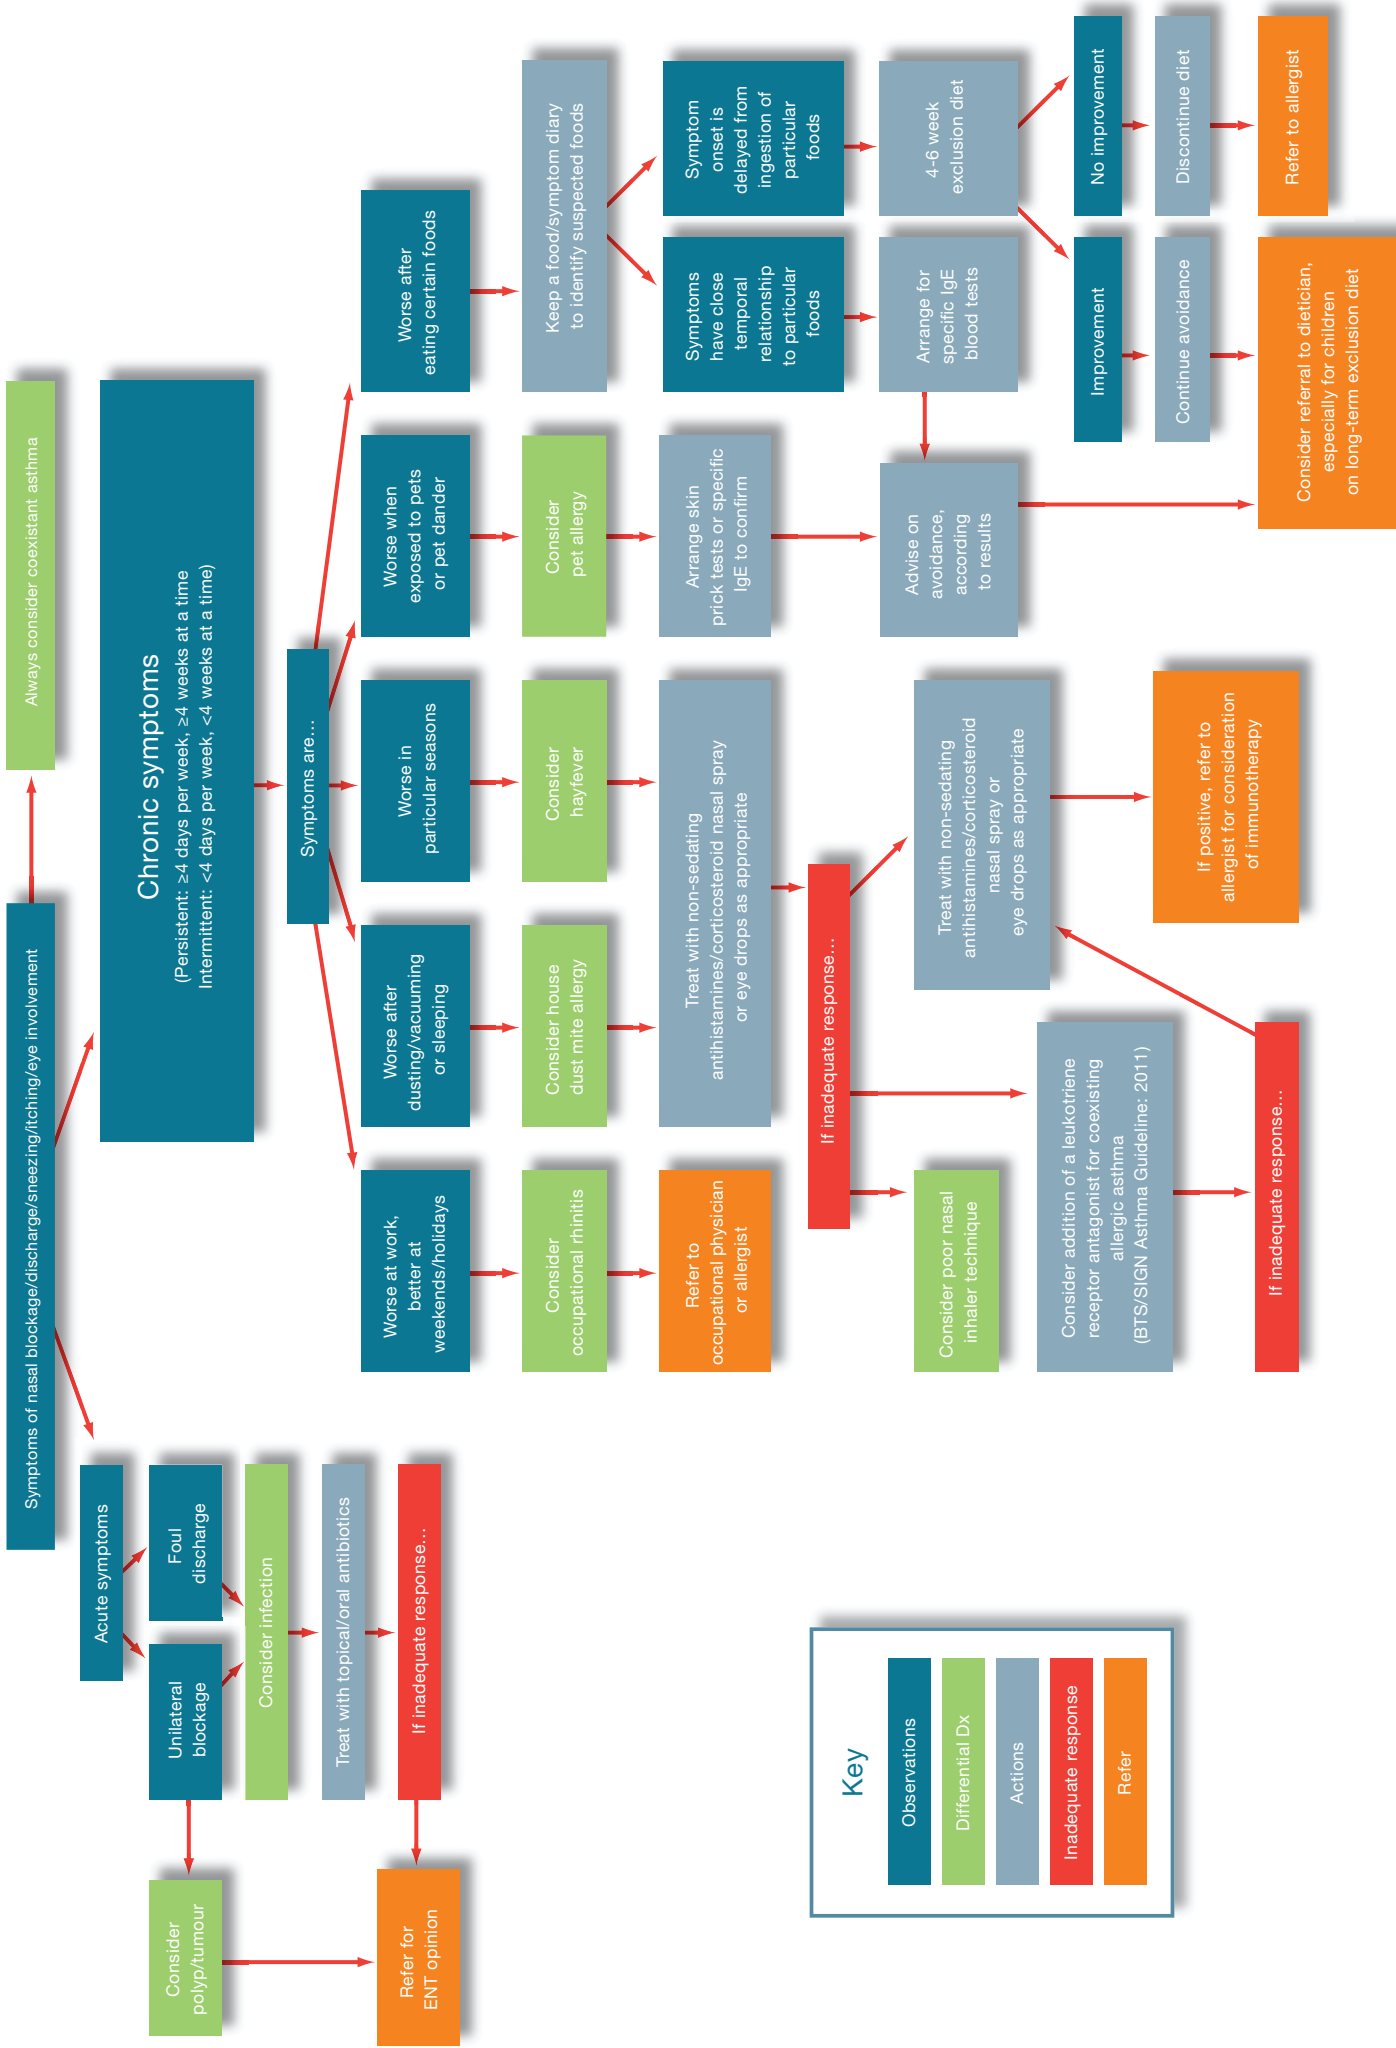 Symptoms of nasal blockage/discharge/sneezing/itching/eye involvement
Always consider coexistant asthma
Acute symptoms
Unilateral
blockage
Foul
discharge
Consider infection
Treat with topical/oral antibiotics
If inadequate response…
Consider
polyp/tumour
Refer for
ENT opinion
Chronic symptoms
(Persistent: ≥4 days per week, ≥4 weeks at a time
Intermittent: <4 days per week, <4 weeks at a time)
Symptoms are…
Worse at work,
better at
weekends/holidays
Worse after
dusting/vacuuming
or sleeping
Worse in
particular seasons
Worse when
exposed to pets
or pet dander
Worse after
eating certain foods
Consider
occupational rhinitis
Consider house
dust mite allergy
Consider
hayfever
Consider
pet allergy
Keep a food/symptom diary
to identify suspected foods
Refer to
occupational physician
or allergist
Treat with non-sedating
antihistamines/corticosteroid nasal spray
or eye drops as appropriate
Arrange skin
prick tests or specific
IgE to confirm
Symptoms
have close
temporal
relationship
to particular
foods
Symptom
onset is
delayed from
ingestion of
particular
foods
If inadequate response…
Consider poor nasal
inhaler technique
Treat with non-sedating
antihistamines/corticosteroid
nasal spray or
eye drops as appropriate
Advise on
avoidance,
according
to results
Arrange for
specific IgE
blood tests
4-6 week
exclusion diet
Consider addition of a leukotriene
receptor antagonist for coexisting
allergic asthma
(BTS/SIGN Asthma Guideline: 2011)
Improvement
No improvement
If positive, refer to
allergist for consideration
of immunotherapy
Continue avoidance
Discontinue diet
If inadequate response…
Consider referral to dietician,
especially for children
on long-term exclusion diet
Refer to allergist
Key
Observations
Differential Dx
Actions
Inadequate response
Refer